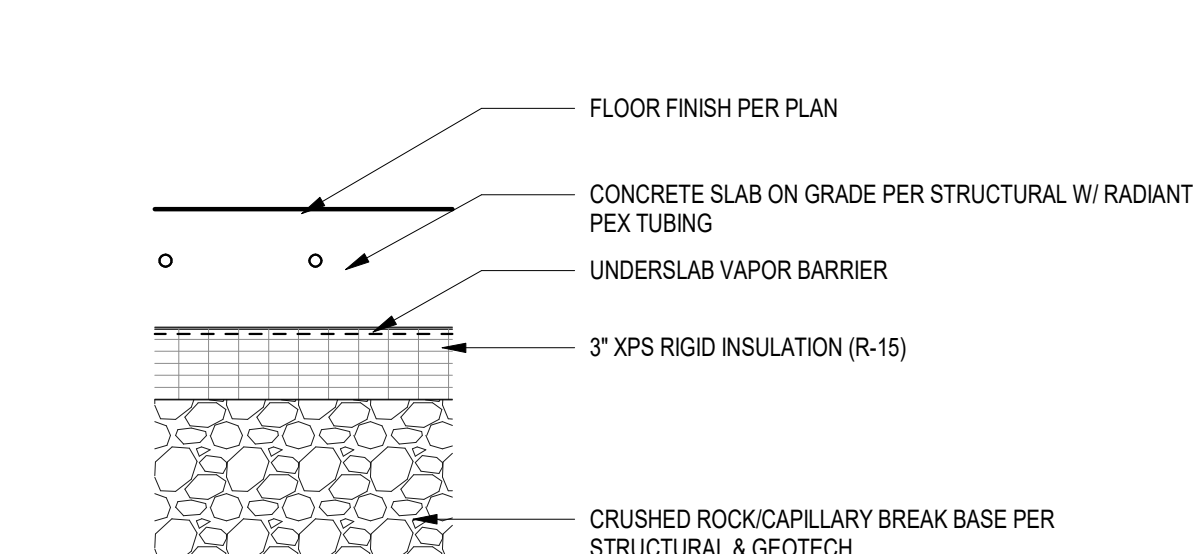 FLOOR FINISH PER PLAN
CONCRETE SLAB ON GRADE PER STRUCTURAL W/ RADIANT
PEX TUBING
UNDERSLAB VAPOR BARRIER
3" XPS RIGID INSULATION (R-15)
CRUSHED ROCK/CAPILLARY BREAK BASE PER
STRUCTURAL & GEOTECH